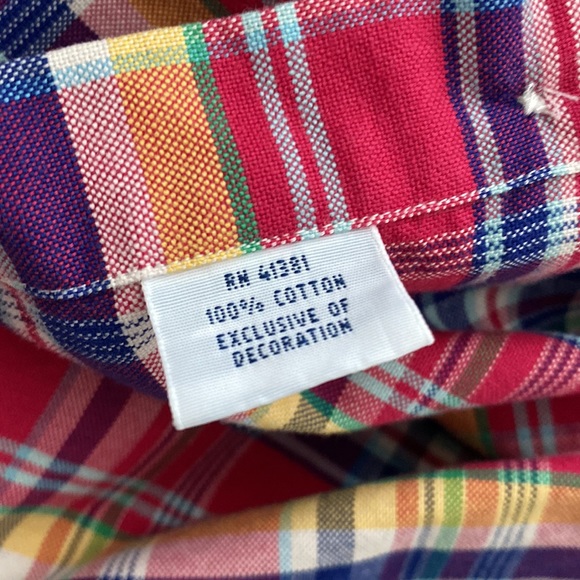 RN 41381
100% COTTON
EXCLUSIVE OF
DECORATION